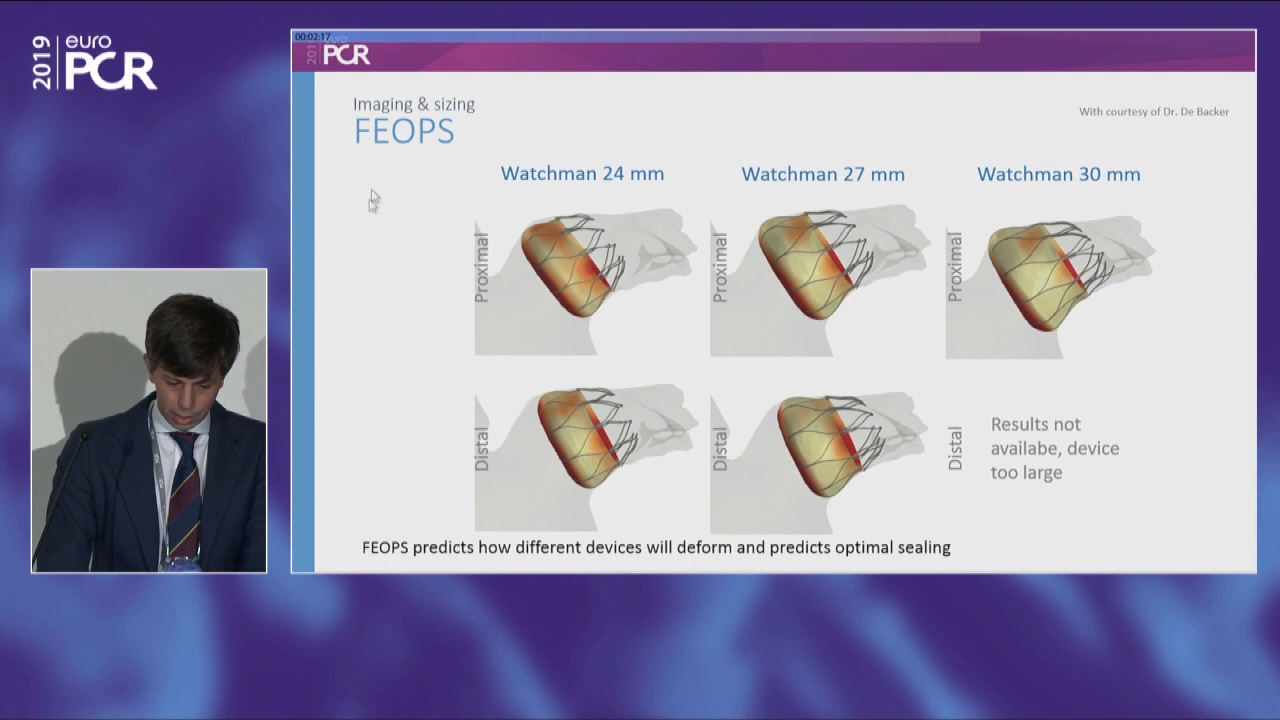 2019
euro
PCR
00:02:17
PCR
Imaging & sizing
FEOPS
With courtesy of Dr. De Backer
Watchman 24 mm
Watchman 27 mm
Watchman 30 mm
Proximal
Proximal
Proximal
Distal
Distal
Distal
Results not
availabe, device
too large
FEOPS predicts how different devices will deform and predicts optimal sealing